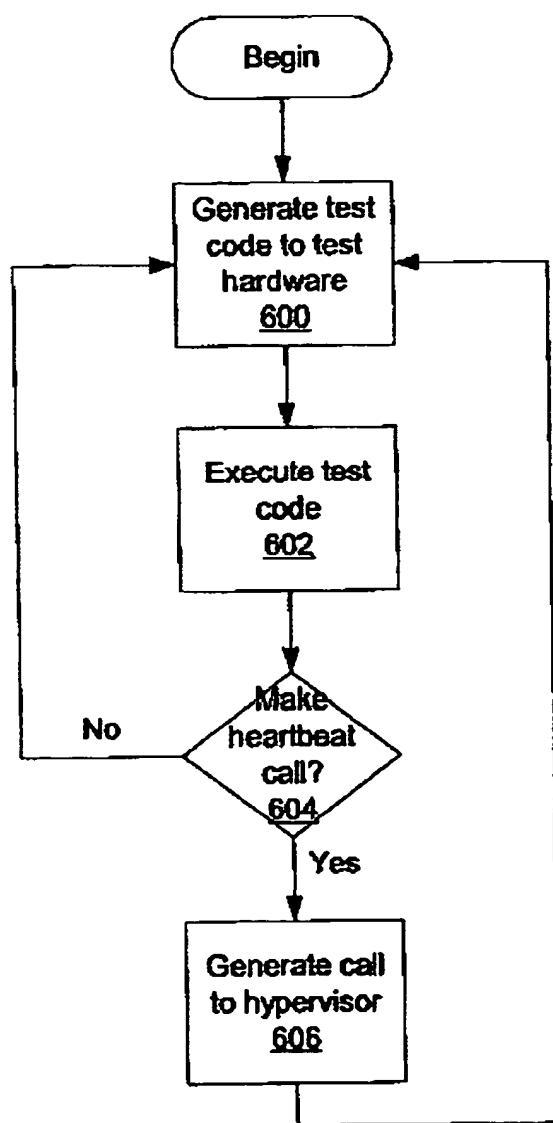 Begin
Generate test
code to test
hardware
600
Execute test
code
602
Make
heartbeat
call?
604
No
Yes
Generate call
to hypervisor
606